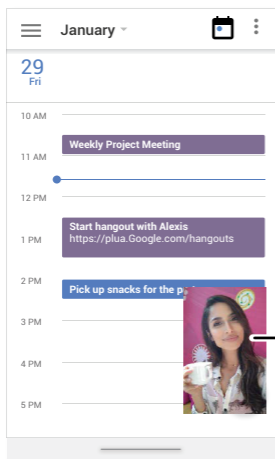 January
29
Fri
10 AM
Weekly Project Meeting
11 AM
12 PM
Start hangout with Alexis
https://plua.Google.com/hangouts
1 PM
2 PM
Pick up snacks for the
3 PM
4 PM
5 PM